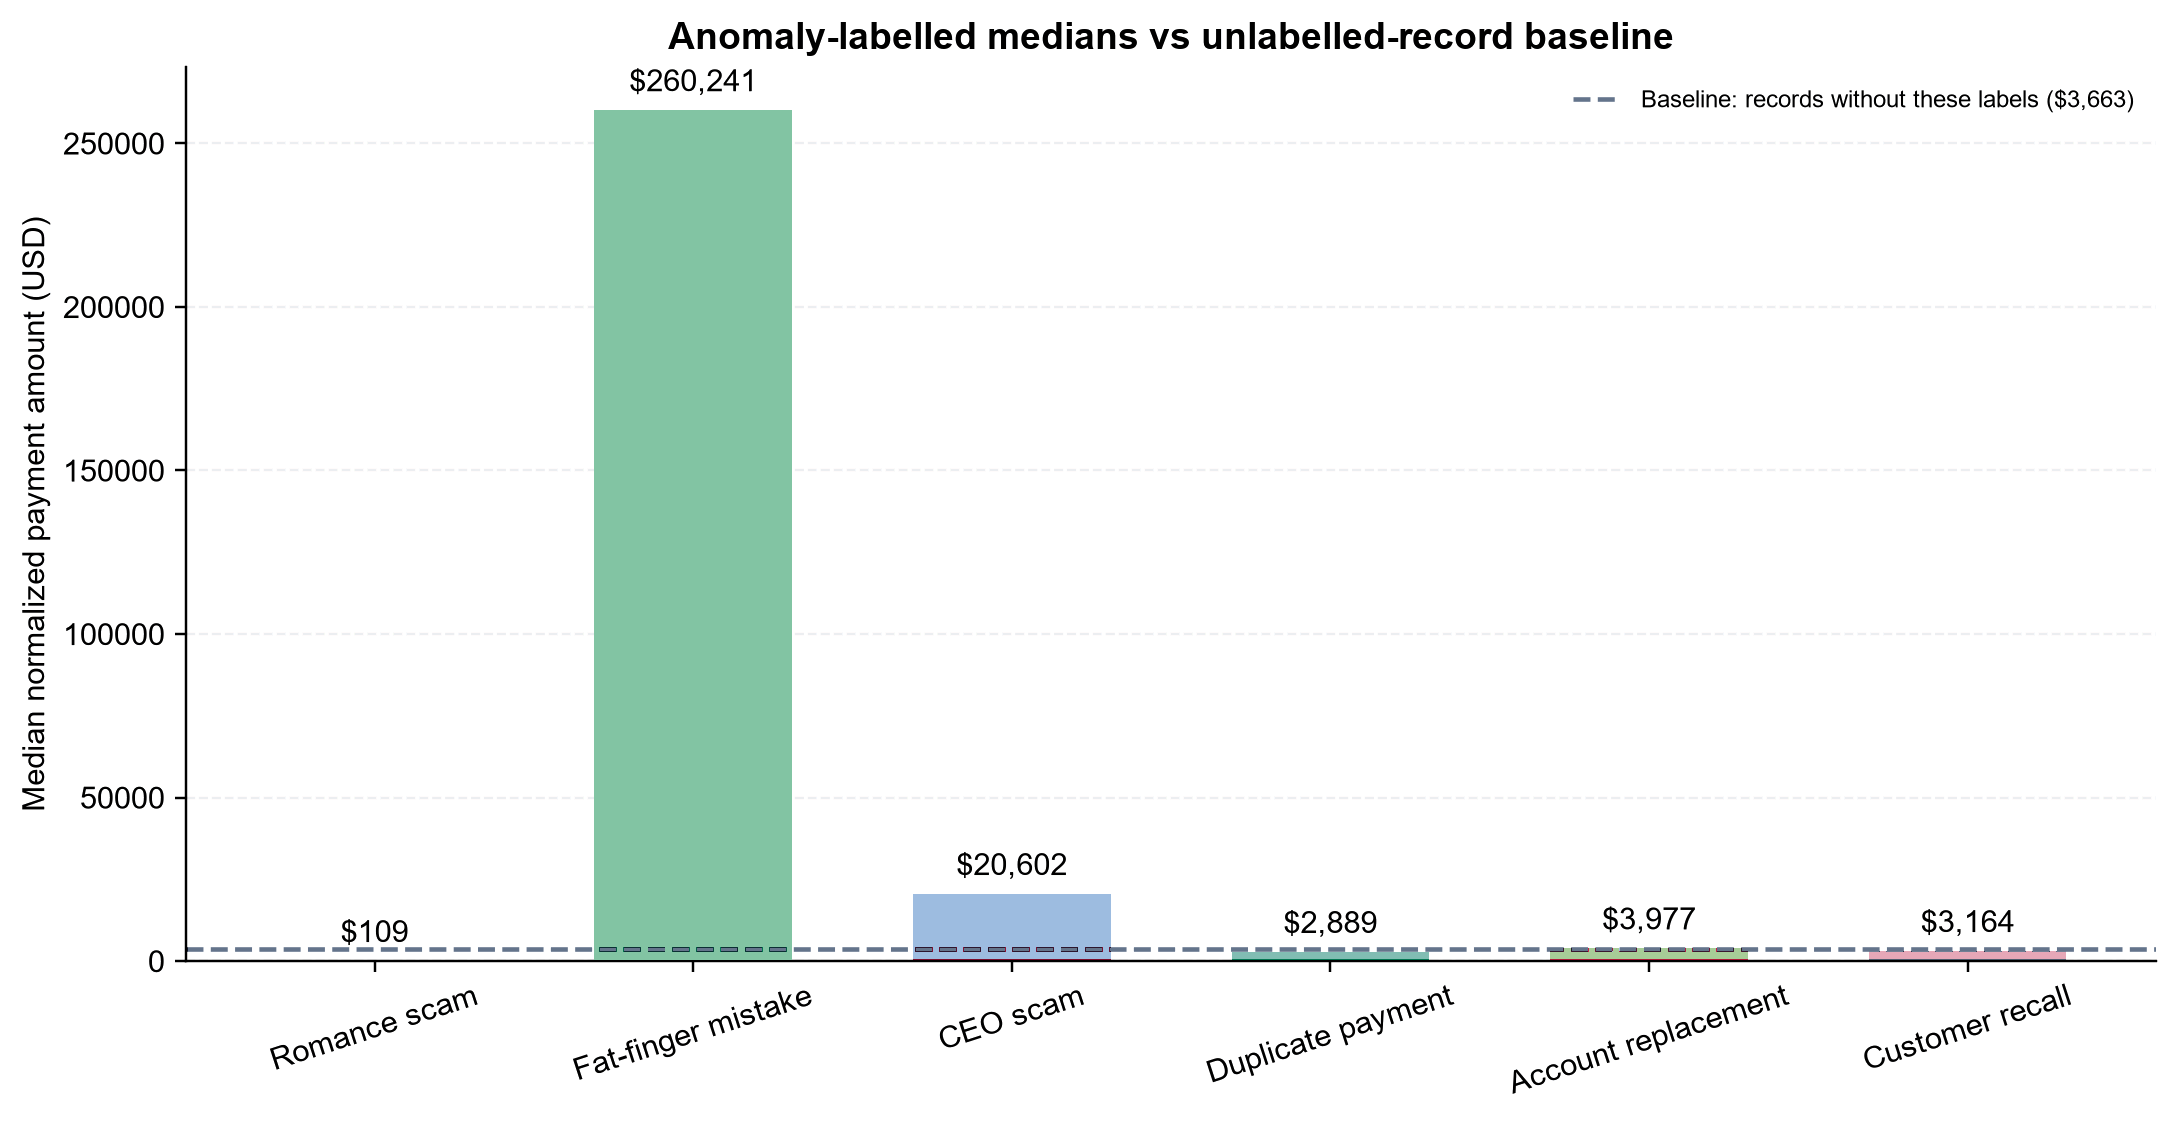 Anomaly-labelled medians vs unlabelled-record baseline
$260,241
Baseline: records without these labels ($3,663)
Median normalized payment amount (USD)
250000
200000
150000
100000
50000
0
$109
$20,602
$2,889
$3,977
$3,164
Romance scam
Fat-finger mistake
CEO scam
Duplicate payment
Account replacement
Customer recall